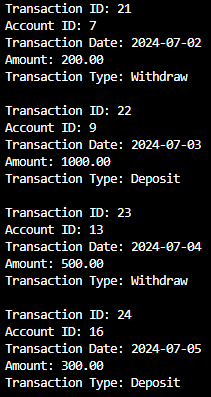 Transaction ID: 21
Account ID: 7
Transaction Date: 2024-07-02
Amount: 200.00
Transaction Type: Withdraw
Transaction ID: 22
Account ID: 9
Transaction Date: 2024-07-03
Amount: 1000.00
Transaction Type: Deposit
Transaction ID: 23
Account ID: 13
Transaction Date: 2024-07-04
Amount: 500.00
Transaction Type: Withdraw
Transaction ID: 24
Account ID: 16
Transaction Date: 2024-07-05
Amount: 300.00
Transaction Type: Deposit